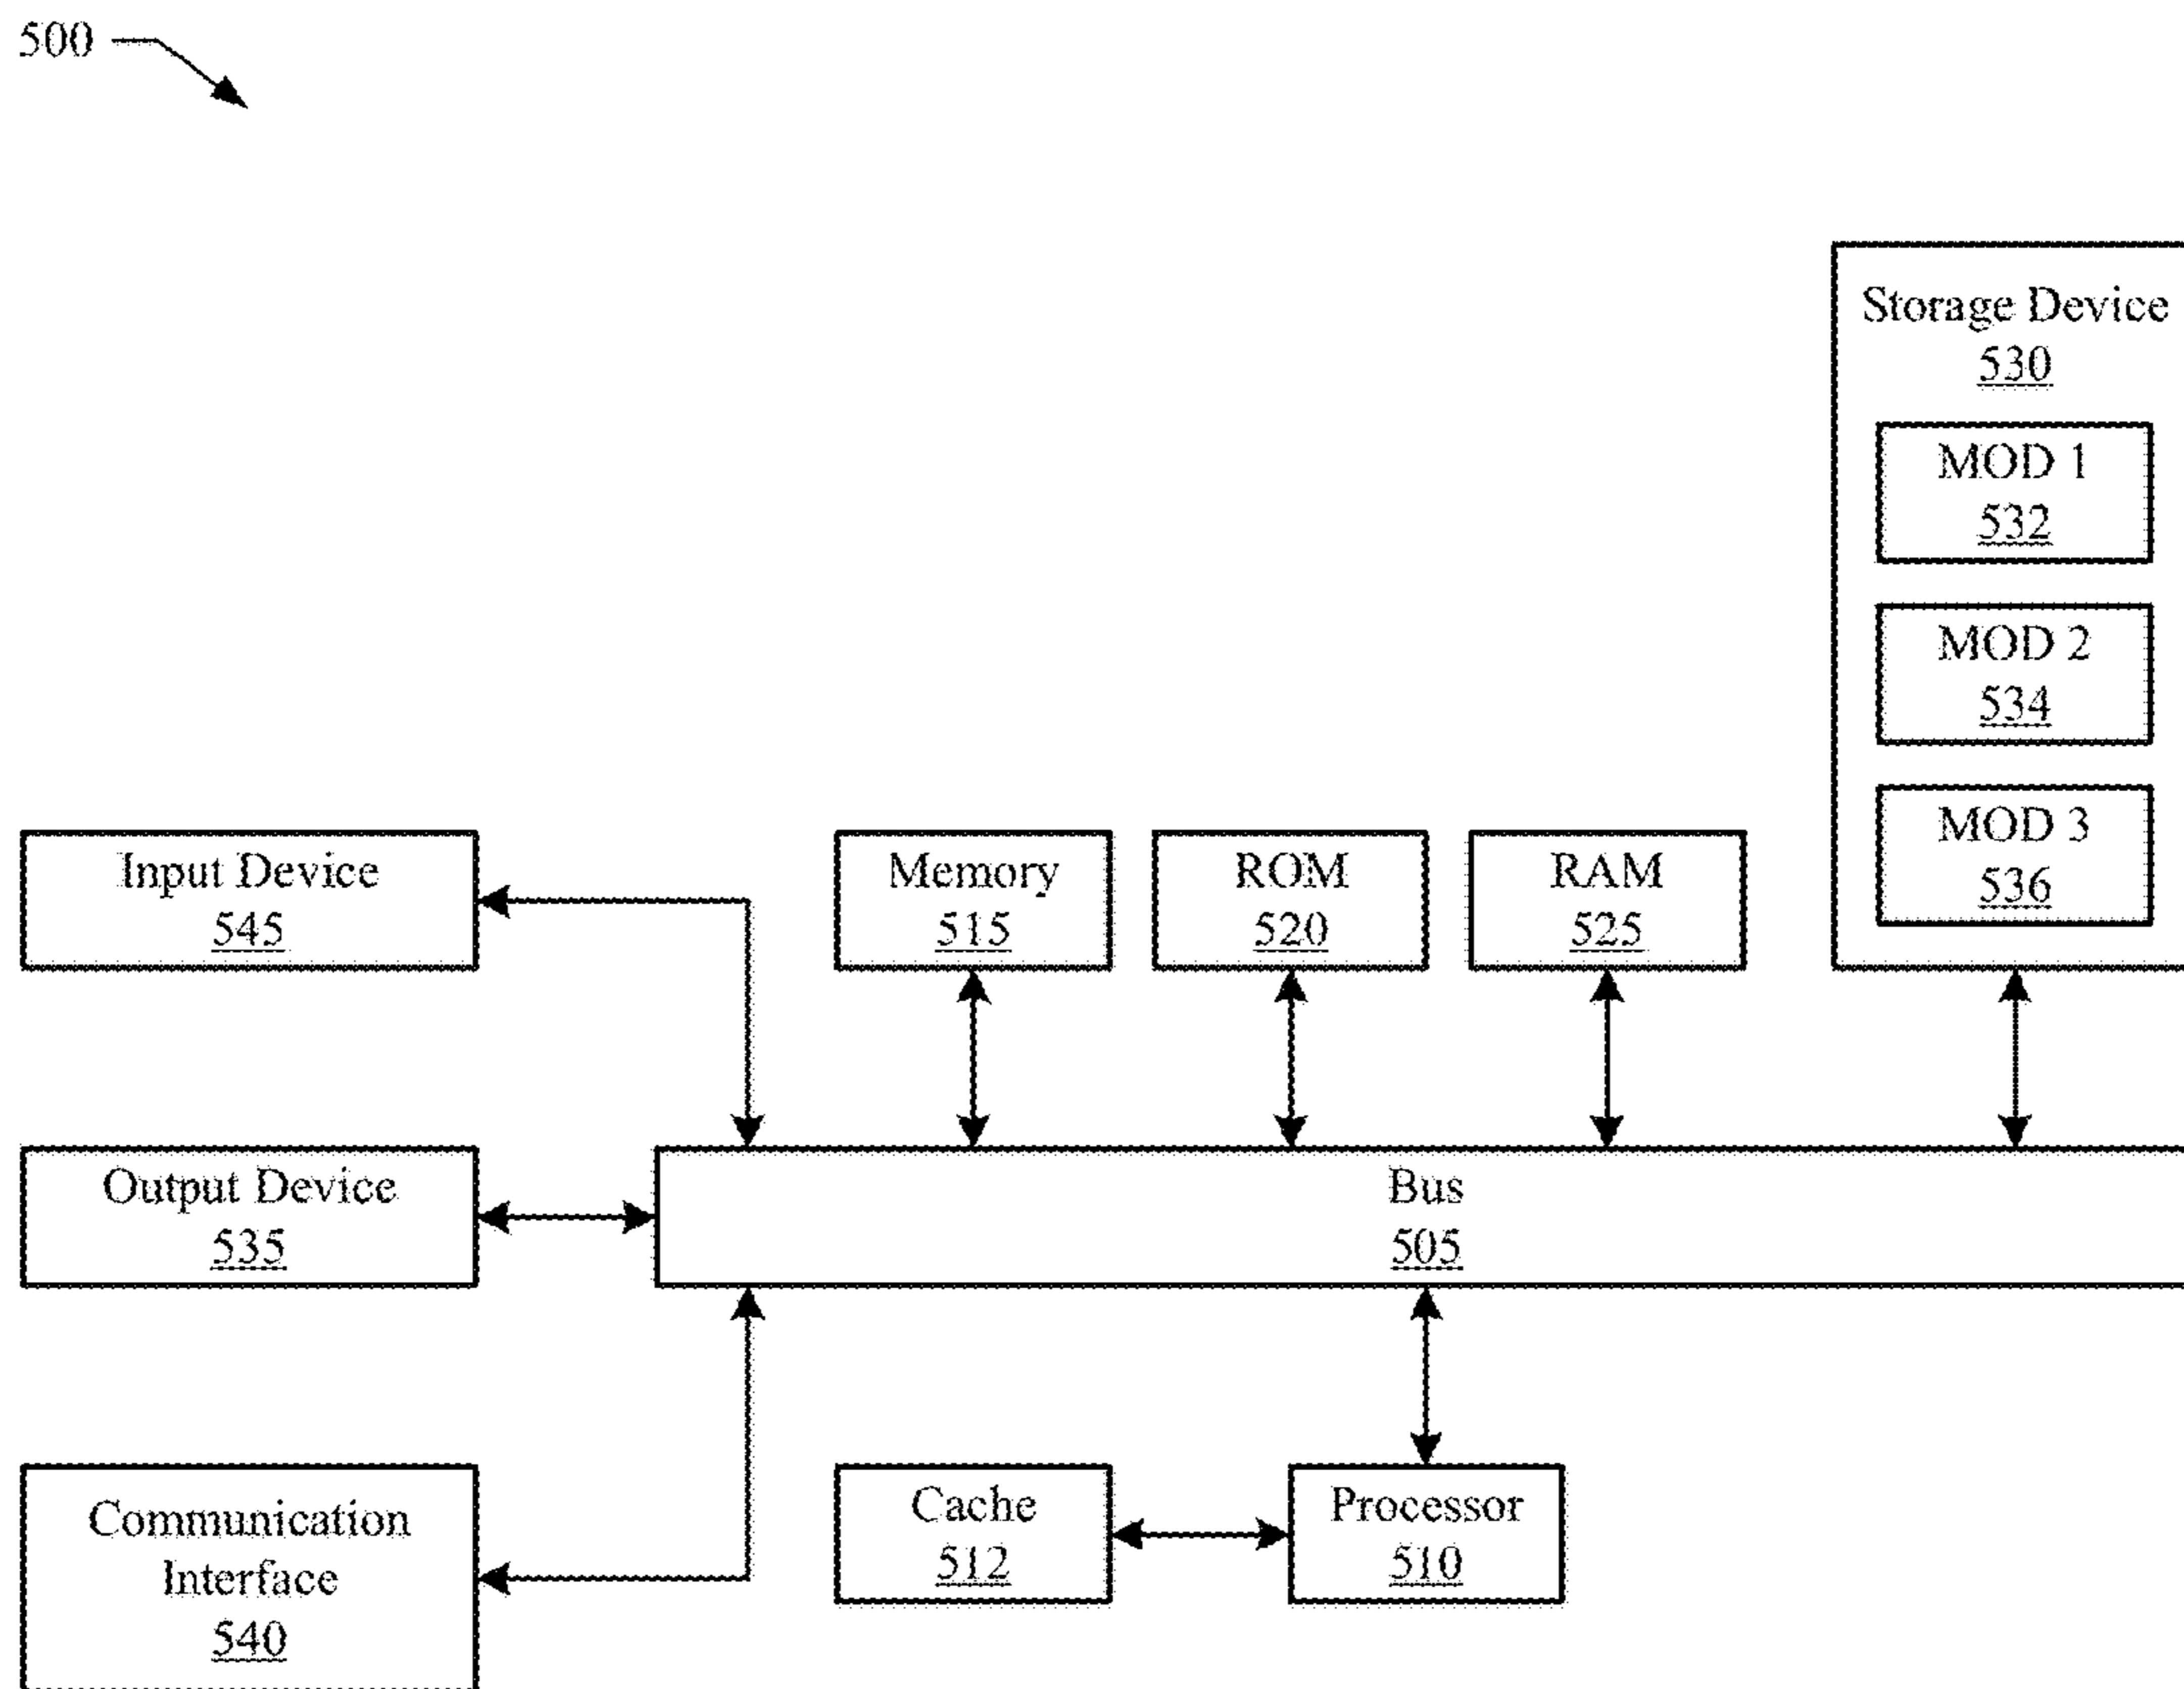 500
Storage Device
530
MOD 1
532
MOD 2
534
MOD 3
536
Input Device
545
Memory
515
ROM
520
RAM
525
Output Device
535
Bus
505
Communication
Interface
540
Cache
512
Processor
510